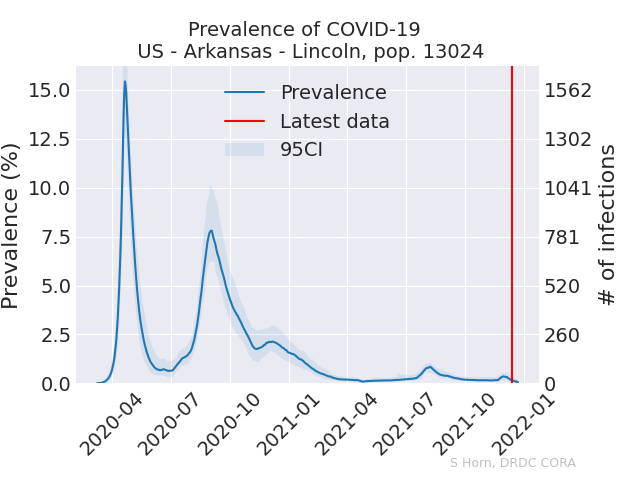 Prevalence of COVID-19
US - Arkansas - Lincoln, pop. 13024
Prevalence (%)
15.0
12.5
10.0
7.5
5.0
2.5
0.0
Prevalence
Latest data
95CI
1562
1302
1041
781
520
260
0
# of infections
2020-04
2020-07
2020-10
2021-01
2021-04
2021-07
2021-10
2022-01
S Horn, DRDC CORA